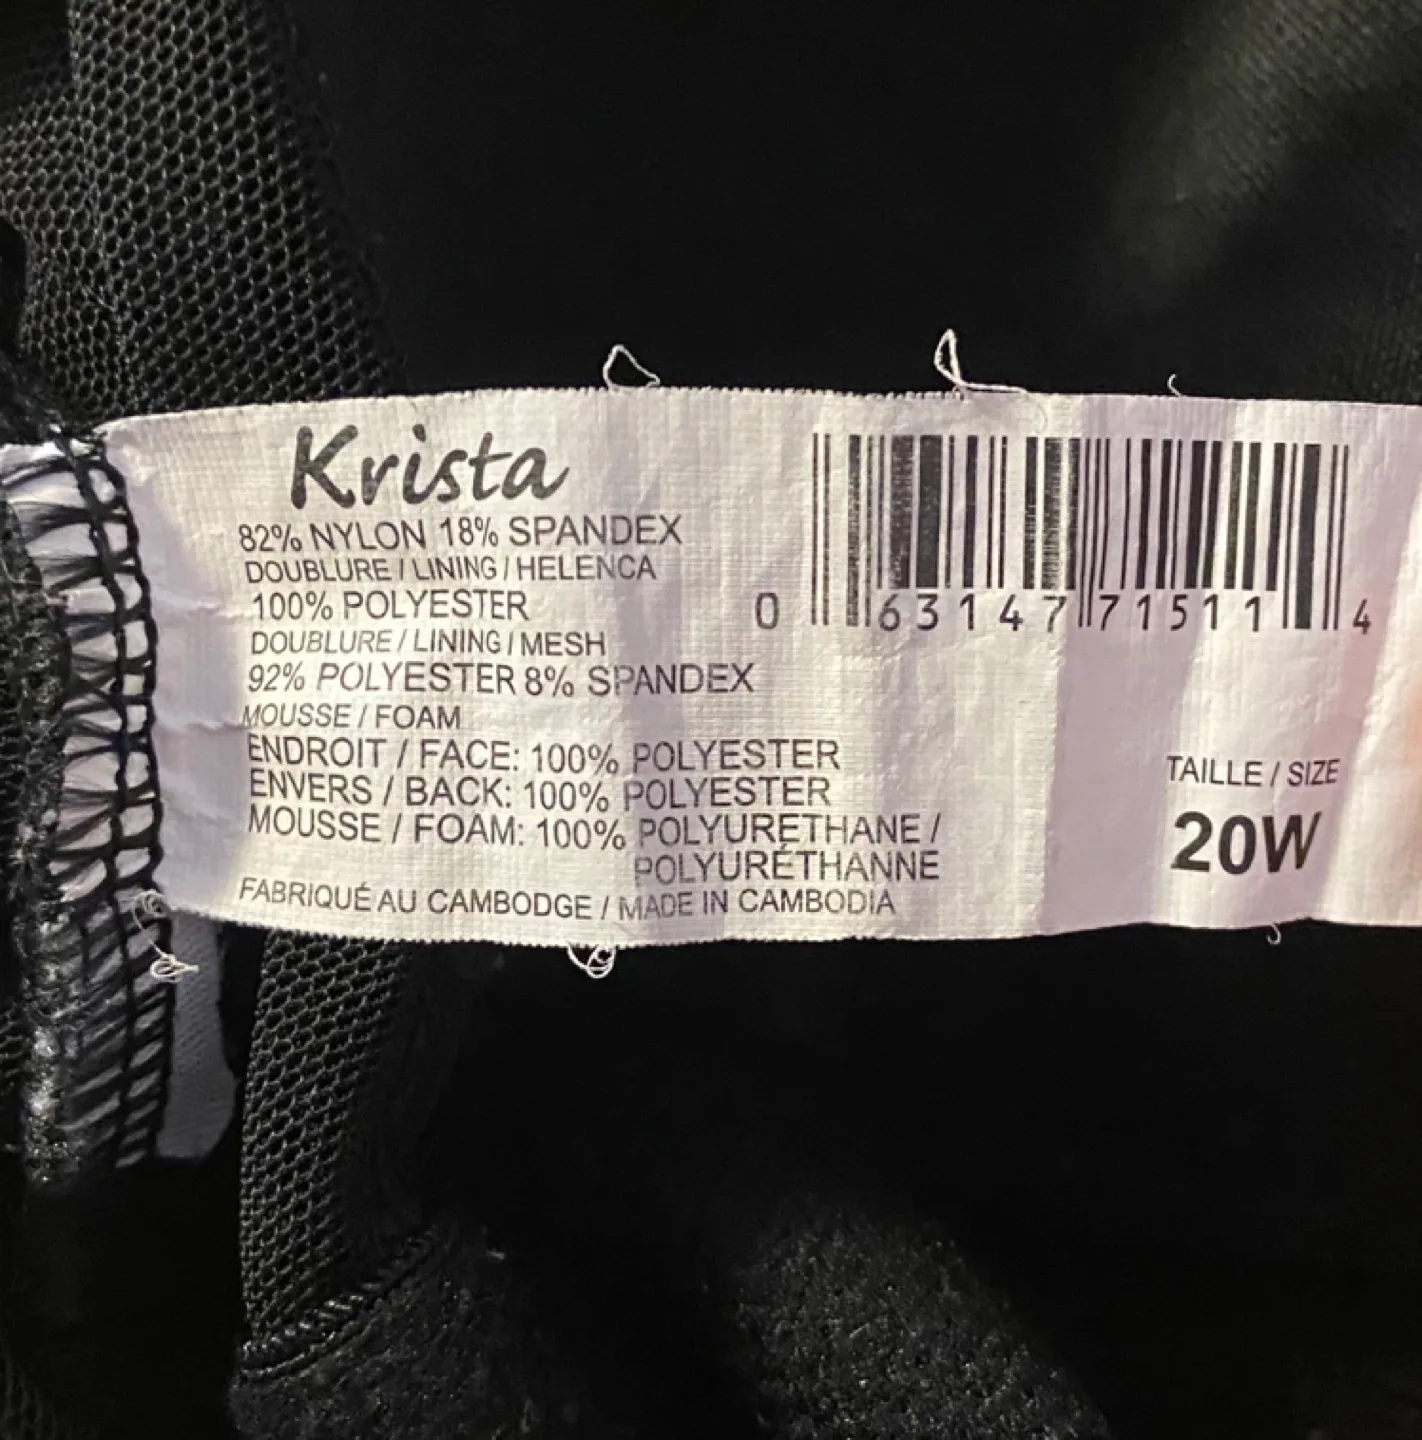 Krista
82% NYLON 18% SPANDEX
DOUBLURE / LINING / HELENCA
100% POLYESTER
DOUBLURE / LINING / MESH
92% POLYESTER 8% SPANDEX
MOUSSE / FOAM
ENDROIT / FACE: 100% POLYESTER
ENVERS / BACK: 100% POLYESTER
MOUSSE / FOAM: 100% POLYURETHANE /
POLYURÉTHANNE
FABRIQUÉ AU CAMBODGE / MADE IN CAMBODIA
0 63147 71511 4
TAILLE / SIZE
20W